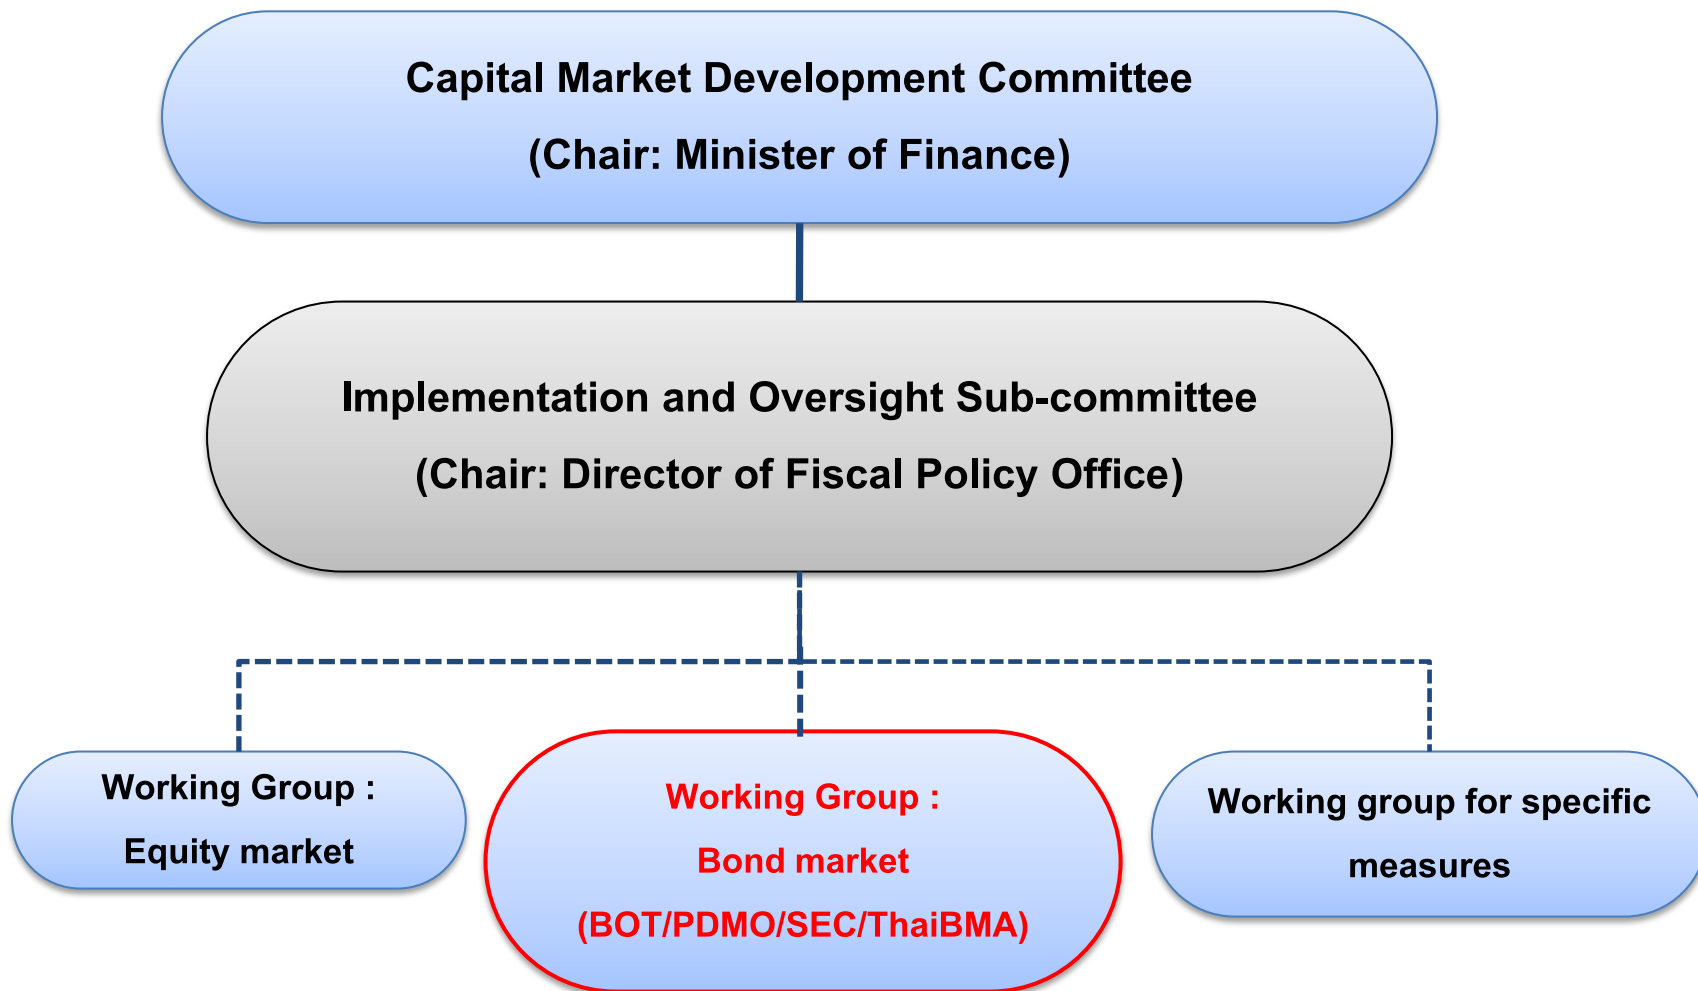 Capital Market Development Committee
(Chair: Minister of Finance)
Implementation and Oversight Sub-committee
(Chair: Director of Fiscal Policy Office)
Working Group :
Equity market
Working Group :
Bond market
(BOT/PDMO/SEC/ThaiBMA)
Working group for specific
measures